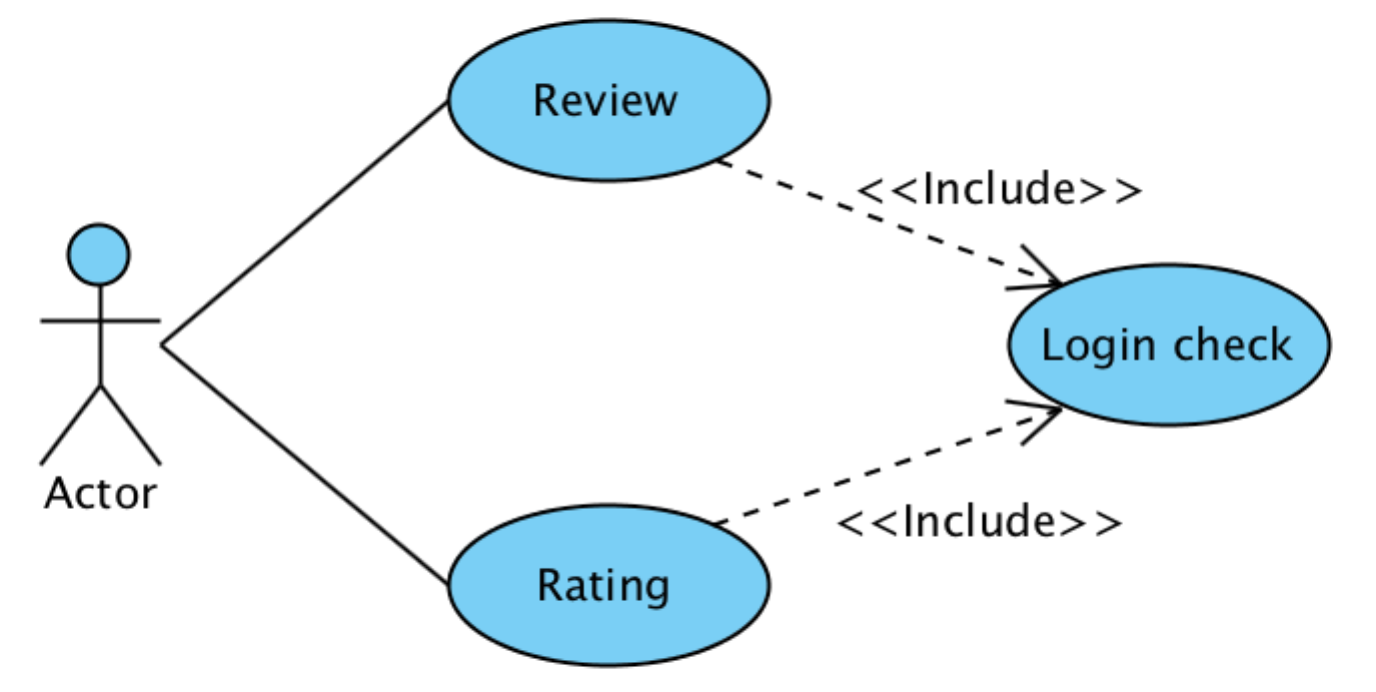 Review
<<Include>>
Login check
Actor
<<Include>>
Rating